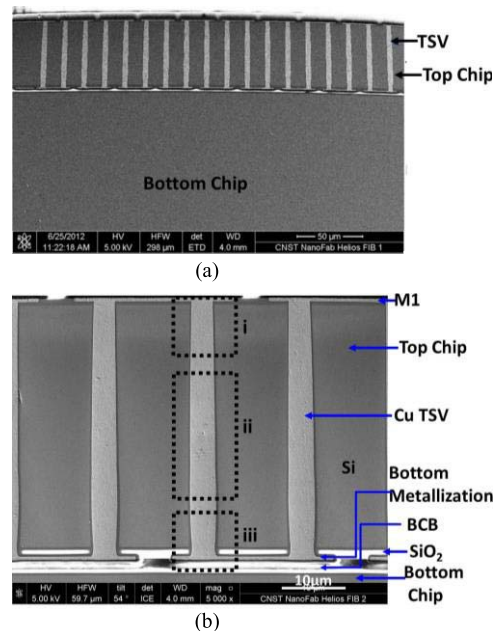 TSV
Top Chip
Bottom Chip
6/25/2012 HV HFW det WD 50 µm
11:22:18 AM 5.00 kV 298 µm ETD 4.0 mm CNST NanoFab Helios FIB 1
(a)
M1
i
Top Chip
ii
Cu TSV
Si
Bottom
Metallization
BCB
iii
SiO₂
Bottom
Chip
10µm
HV HFW tilt det WD mag
5.00 kV 59.7 µm 54 ° ICE 4.0 mm 5 000 x CNST NanoFab Helios FIB 2
(b)